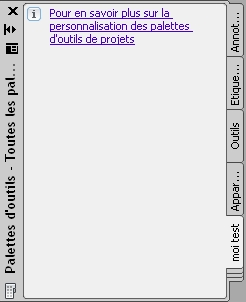 Pour en savoir plus sur la
personnalisation des palettes
d'outils de projets
Annot...
Etique...
Outils
Appar...
moi test
Palettes d'outils - Toutes les pal...